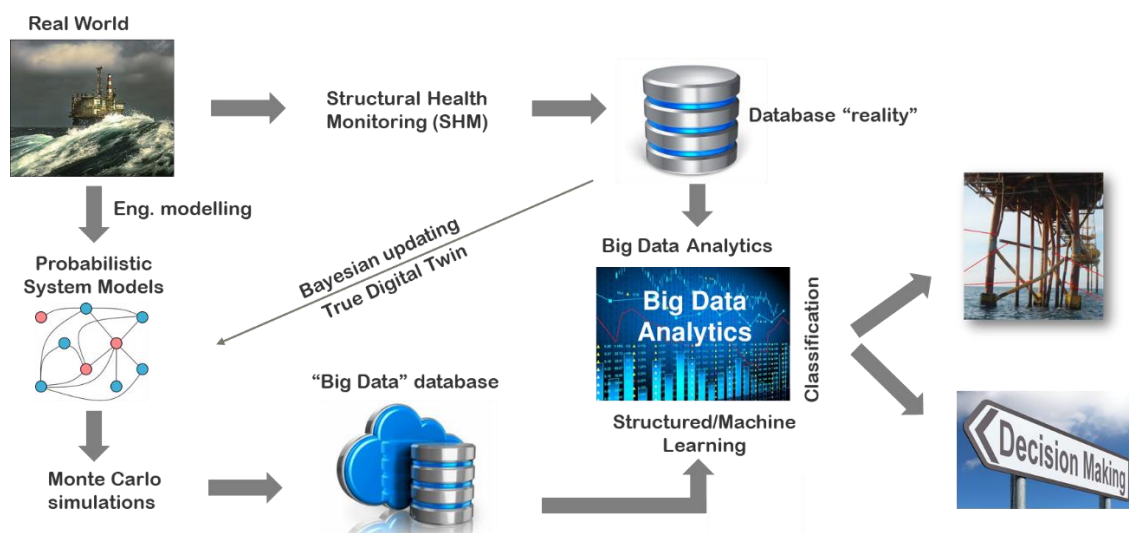 Real World
Structural Health
Monitoring (SHM)
Database “reality”
Eng. modelling
Bayesian updating
True Digital Twin
Big Data Analytics
Probabilistic
System Models
Big Data
Analytics
Classification
“Big Data” database
Structured/Machine
Learning
Monte Carlo
simulations
Decision Making